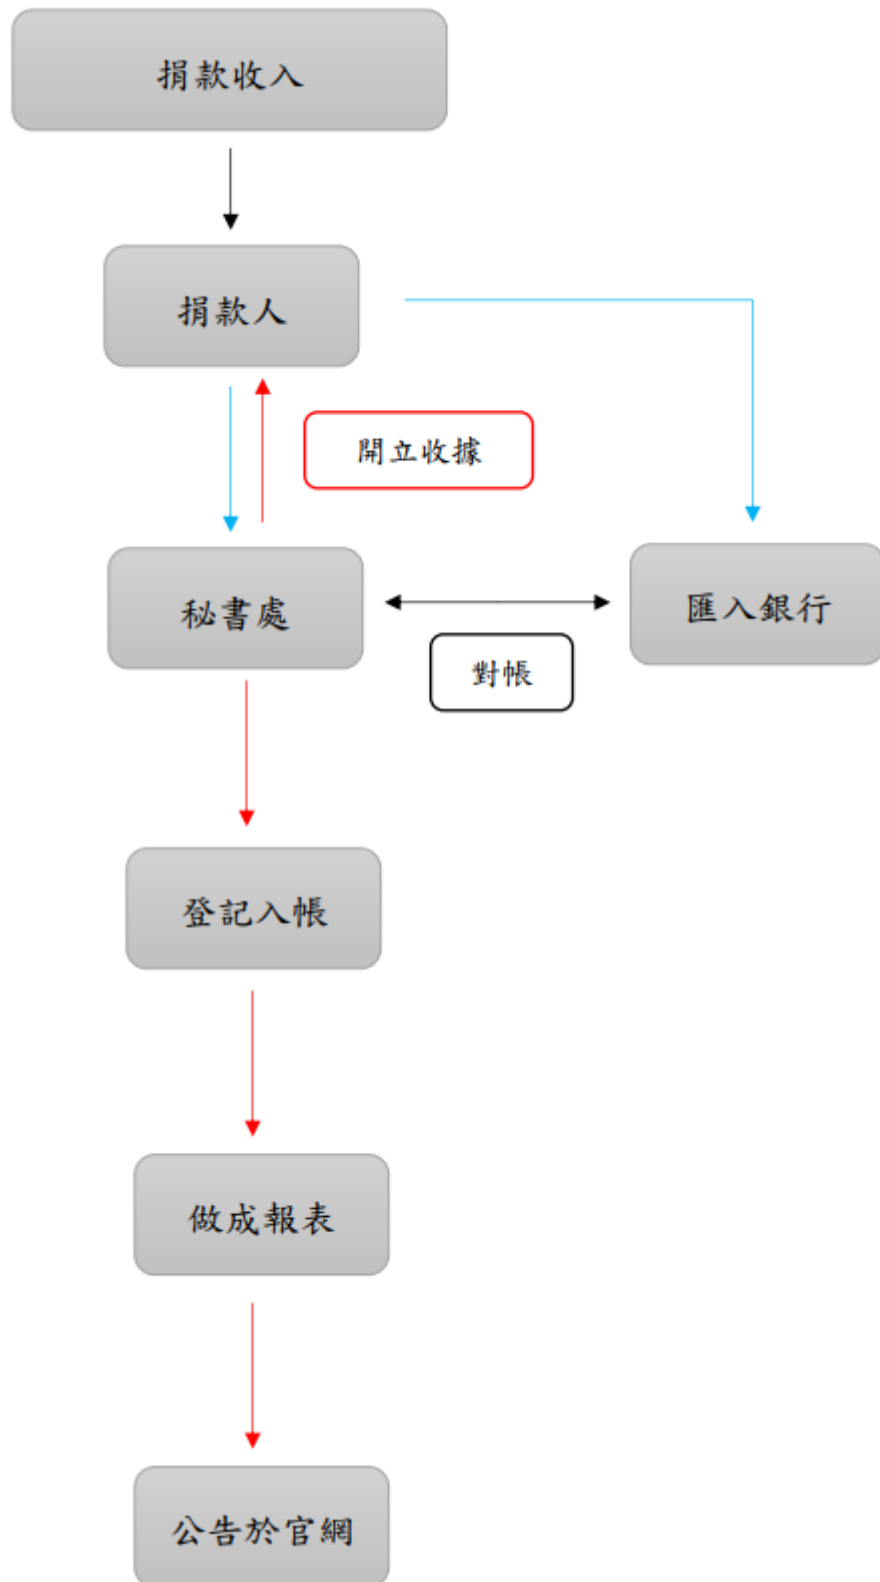 捐款收入
捐款人
開立收據
秘書處
匯入銀行
對帳
登記入帳
做成報表
公告於官網